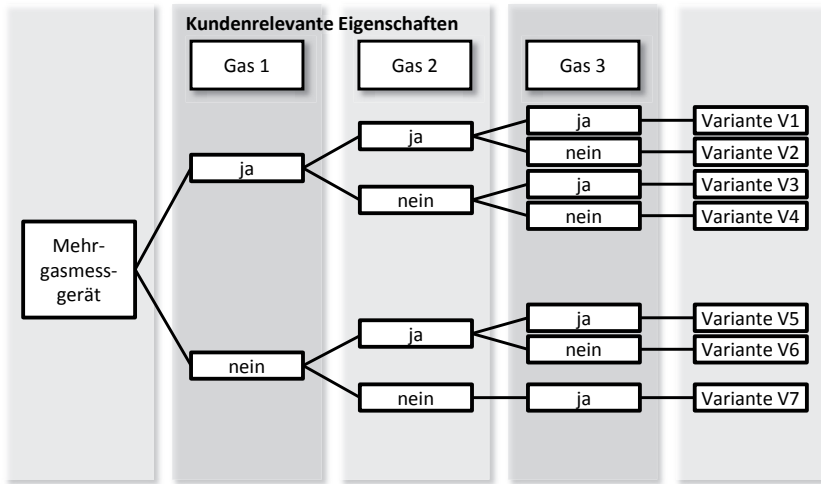 Kundenrelevante Eigenschaften
Gas 1
Gas 2
Gas 3
ja
Variante V1
ja
nein
Variante V2
ja
ja
Variante V3
nein
nein
Variante V4
Mehr-
gasmess-
gerät
ja
Variante V5
ja
nein
Variante V6
nein
nein
ja
Variante V7